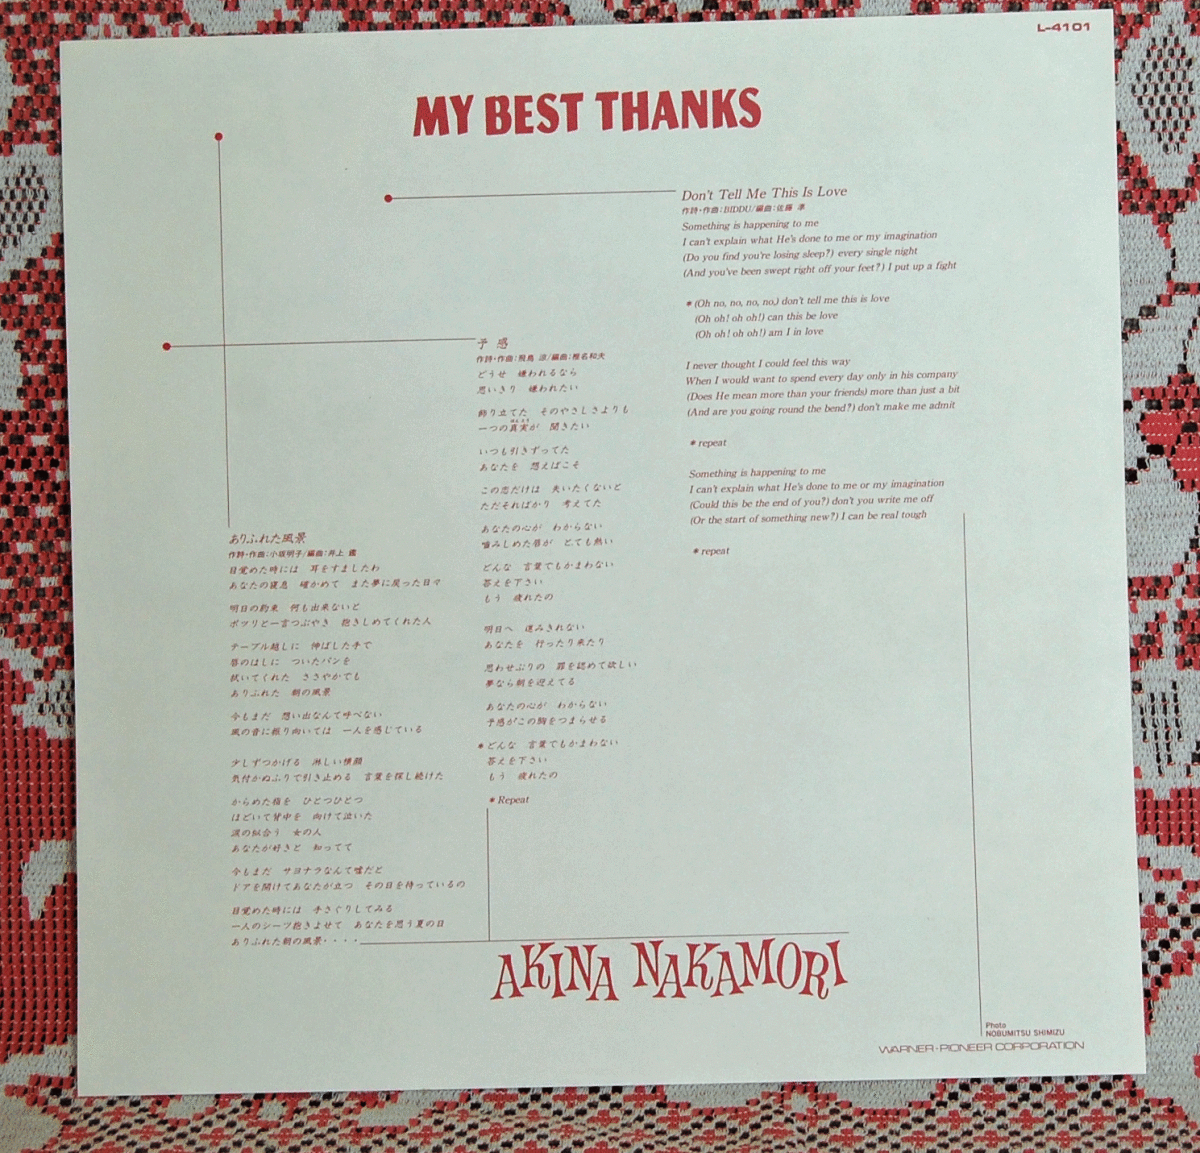 L-4101
MY BEST THANKS
Don't Tell Me This Is Love
作詩・作曲:BIDDU/編曲:佐藤 準
Something is happening to me
I can't explain what He's done to me or my imagination
(Do you find you're losing sleep?) every single night
(And you've been swept right off your feet?) I put up a fight
*(Oh no, no, no, no,) don't tell me this is love
(Oh oh! oh oh!) can this be love
(Oh oh! oh oh!) am I in love
I never thought I could feel this way
When I would want to spend every day only in his company
(Does He mean more than your friends) more than just a bit
(And are you going round the bend?) don't make me admit
*repeat
Something is happening to me
I can't explain what He's done to me or my imagination
(Could this be the end of you?) don't you write me off
(Or the start of something new?) I can be real tough
*repeat
予感
作詩・作曲:飛鳥 涼/編曲:椎名和夫
どうせ 嫌われるなら
思いきり 嫌われたい
飾り立てた そのやさしさよりも
一つの真実が 聞きたい
いつも引きずってた
あなたを 想えばこそ
この恋だけは 失いたくないと
ただそればかり 考えてた
あなたの心が わからない
噛みしめた唇が とても熱い
どんな 言葉でもかまわない
答えを下さい
もう 疲れたの
明日へ 進みきれない
あなたを 行ったり来たり
思わせぶりの 罪を認めて欲しい
夢なら朝を迎えてる
あなたの心が わからない
予感がこの胸をつまらせる
*どんな 言葉でもかまわない
答えを下さい
もう 疲れたの
*Repeat
ありふれた風景
作詩・作曲:小坂明子/編曲:井上 鑑
目覚めた時には 耳をすましたわ
あなたの寝息 確かめて また夢に戻った日々
明日の約束 何も出来ないと
ポツリと一言つぶやき 抱きしめてくれた人
テーブル越しに 伸ばした手で
唇のはしに ついたパンを
拭いてくれた ささやかでも
ありふれた 朝の風景
今もまだ 想い出なんて呼べない
風の音に振り向いては 一人を感じている
少しずつかげる 淋しい横顔
気付かぬふりで引き止める 言葉を探し続けた
からめた指を ひとつひとつ
ほどいて背中を 向けて泣いた
涙の似合う 女の人
あなたが好きと 知ってて
今もまだ サヨナラなんて嘘だと
ドアを開けてあなたが立つ その日を待っているの
目覚めた時には 手さぐりしてみる
一人のシーツ抱きよせて あなたを思う夏の日
ありふれた朝の風景・・・・
AKINA NAKAMORI
Photo
NOBUMITSU SHIMIZU
WARNER-PIONEER CORPORATION